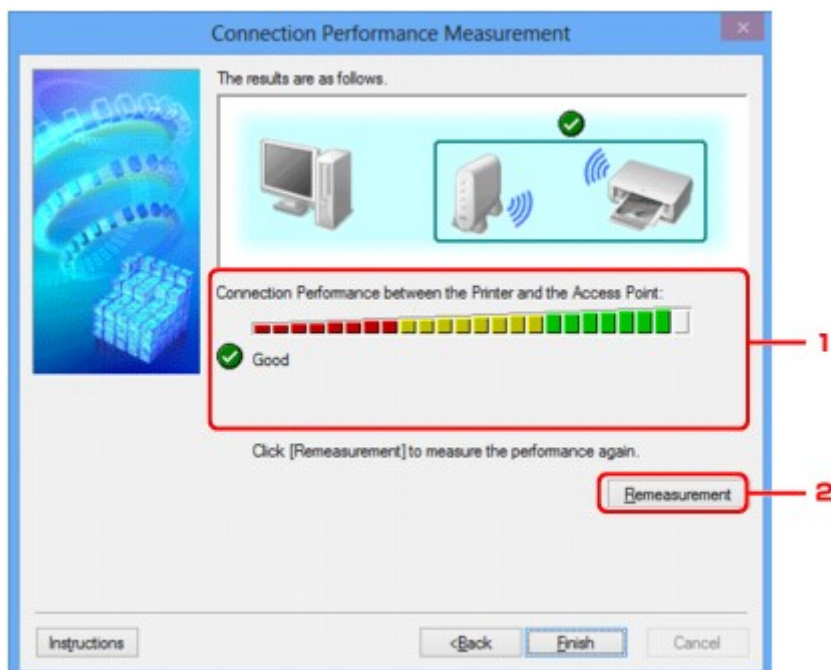 Connection Performance Measurement
The results are as follows.
Connection Performance between the Printer and the Access Point:
1
Good
Click [Remeasurement] to measure the performance again.
Remeasurement
2
Instructions
<Back
Finish
Cancel